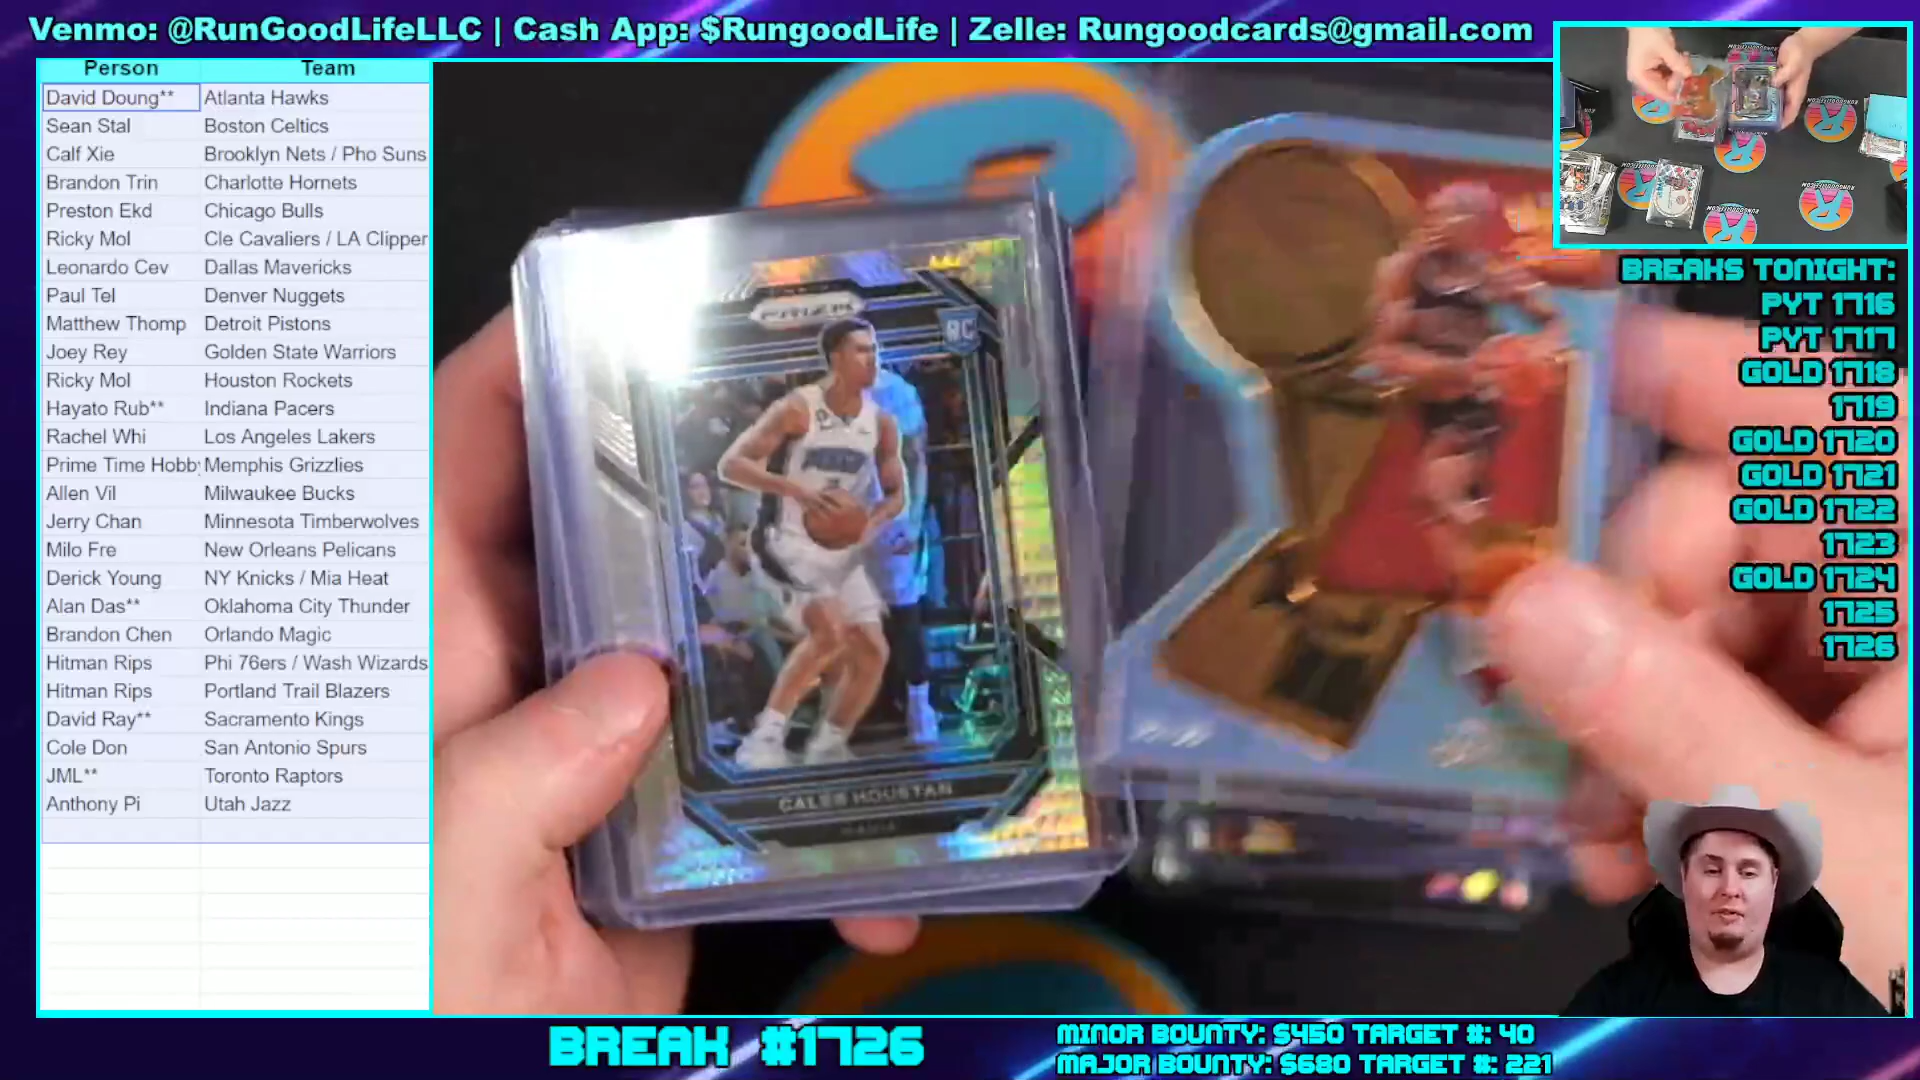 Venmo: @RunGoodLifeLLC | Cash App: $RungoodLife | Zelle: Rungoodcards@gmail.com
Person Team
David Doung** Atlanta Hawks
Sean Stal Boston Celtics
Calf Xie Brooklyn Nets / Pho Suns
Brandon Trin Charlotte Hornets
Preston Ekd Chicago Bulls
Ricky Mol Cle Cavaliers / LA Clipper
Leonardo Cev Dallas Mavericks
Paul Tel Denver Nuggets
Matthew Thomp Detroit Pistons
Joey Rey Golden State Warriors
Ricky Mol Houston Rockets
Hayato Rub** Indiana Pacers
Rachel Whi Los Angeles Lakers
Prime Time Hobby Memphis Grizzlies
Allen Vil Milwaukee Bucks
Jerry Chan Minnesota Timberwolves
Milo Fre New Orleans Pelicans
Derick Young NY Knicks / Mia Heat
Alan Das** Oklahoma City Thunder
Brandon Chen Orlando Magic
Hitman Rips Phi 76ers / Wash Wizards
Hitman Rips Portland Trail Blazers
David Ray** Sacramento Kings
Cole Don San Antonio Spurs
JML** Toronto Raptors
Anthony Pi Utah Jazz
PRIZM
RC
CALEB HOUSTAN
BREAKS TONIGHT:
PYT 1716
PYT 1717
GOLD 1718
1719
GOLD 1720
GOLD 1721
GOLD 1722
1723
GOLD 1724
1725
1726
BREAK #1726
MINOR BOUNTY: $450 TARGET #: 40
MAJOR BOUNTY: $680 TARGET #: 221